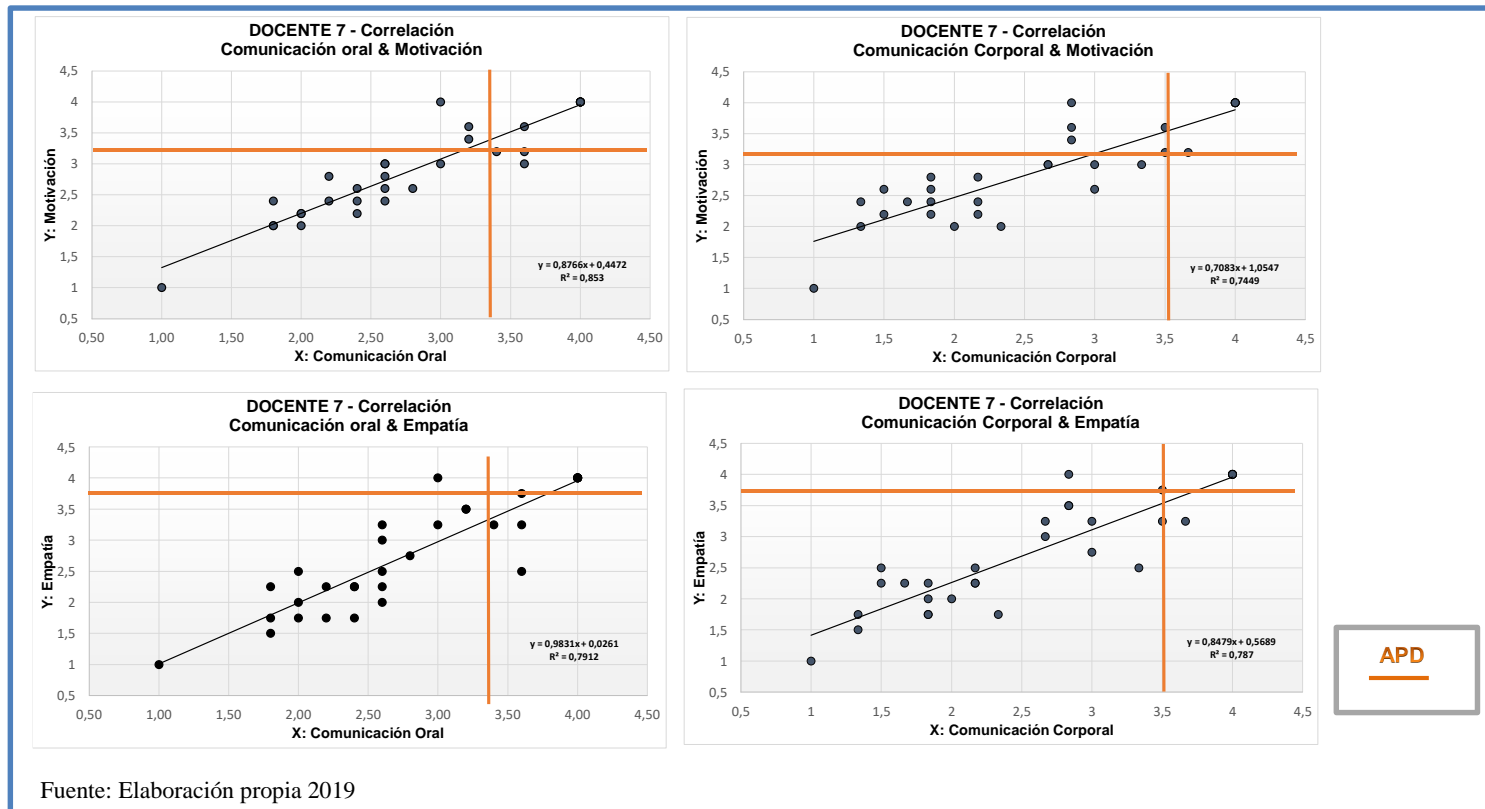 DOCENTE 7 - Correlación
Comunicación oral & Motivación
4,5
4
3,5
3
2,5
2
1,5
1
0,5
Y: Motivación
y = 0,8766x + 0,4472
R² = 0,853
0,50 1,00 1,50 2,00 2,50 3,00 3,50 4,00 4,50
X: Comunicación Oral
DOCENTE 7 - Correlación
Comunicación Corporal & Motivación
4,5
4
3,5
3
2,5
2
1,5
1
0,5
Y: Motivación
y = 0,7083x + 1,0547
R² = 0,7449
0,5 1 1,5 2 2,5 3 3,5 4 4,5
X: Comunicación Corporal
DOCENTE 7 - Correlación
Comunicación oral & Empatía
4,5
4
3,5
3
2,5
2
1,5
1
0,5
Y: Empatía
y = 0,9831x + 0,0261
R² = 0,7912
0,50 1,00 1,50 2,00 2,50 3,00 3,50 4,00 4,50
X: Comunicación Oral
DOCENTE 7 - Correlación
Comunicación Corporal & Empatía
4,5
4
3,5
3
2,5
2
1,5
1
0,5
Y: Empatía
y = 0,8479x + 0,5689
R² = 0,787
0,5 1 1,5 2 2,5 3 3,5 4 4,5
X: Comunicación Corporal
APD
Fuente: Elaboración propia 2019